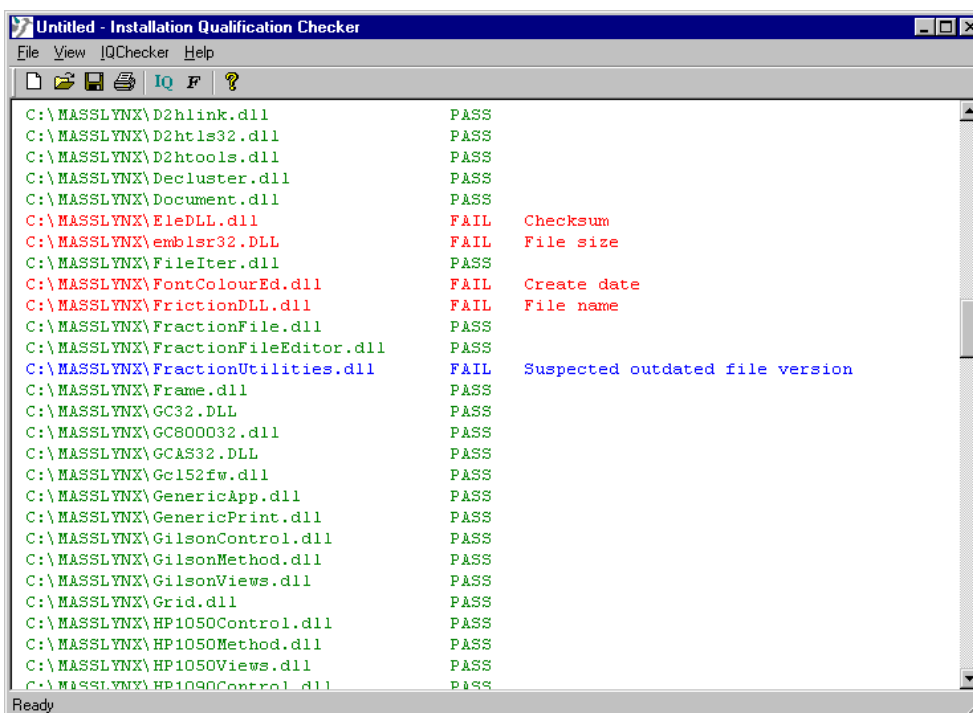 Untitled - Installation Qualification Checker
File View IQChecker Help
IQ F ?
C:\MASSLYNX\D2hlink.dll PASS
C:\MASSLYNX\D2htls32.dll PASS
C:\MASSLYNX\D2htools.dll PASS
C:\MASSLYNX\Decluster.dll PASS
C:\MASSLYNX\Document.dll PASS
C:\MASSLYNX\EleDLL.dll FAIL Checksum
C:\MASSLYNX\emblsr32.DLL FAIL File size
C:\MASSLYNX\FileIter.dll PASS
C:\MASSLYNX\FontColourEd.dll FAIL Create date
C:\MASSLYNX\FrictionDLL.dll FAIL File name
C:\MASSLYNX\FractionFile.dll PASS
C:\MASSLYNX\FractionFileEditor.dll PASS
C:\MASSLYNX\FractionUtilities.dll FAIL Suspected outdated file version
C:\MASSLYNX\Frame.dll PASS
C:\MASSLYNX\GC32.DLL PASS
C:\MASSLYNX\GC800032.dll PASS
C:\MASSLYNX\GCAS32.DLL PASS
C:\MASSLYNX\Gc152fw.dll PASS
C:\MASSLYNX\GenericApp.dll PASS
C:\MASSLYNX\GenericPrint.dll PASS
C:\MASSLYNX\GilsonControl.dll PASS
C:\MASSLYNX\GilsonMethod.dll PASS
C:\MASSLYNX\GilsonViews.dll PASS
C:\MASSLYNX\Grid.dll PASS
C:\MASSLYNX\HP1050Control.dll PASS
C:\MASSLYNX\HP1050Method.dll PASS
C:\MASSLYNX\HP1050Views.dll PASS
C:\MASSLYNX\HP1090Control.dll PASS
Ready